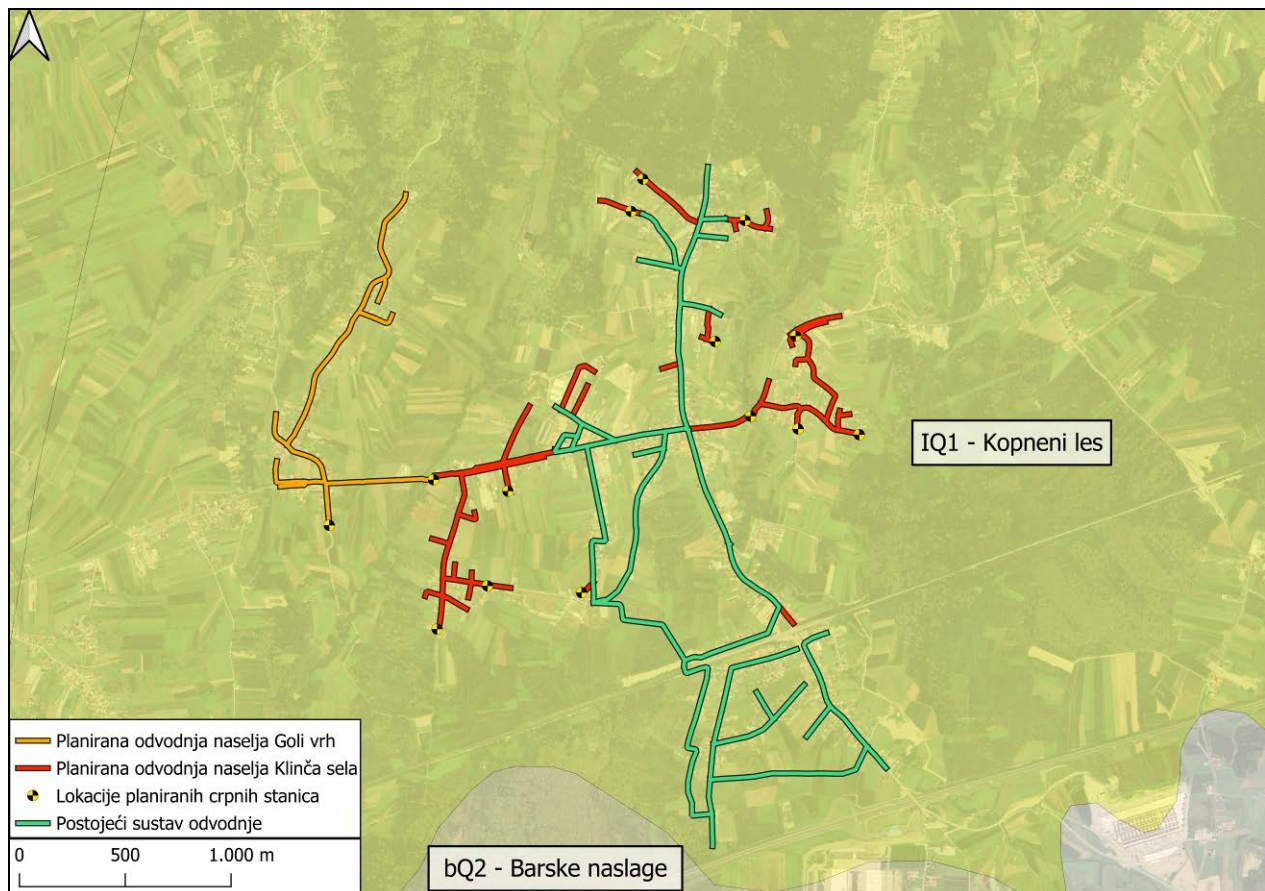 IQ1 - Kopneni les
Planirana odvodnja naselja Goli vrh
Planirana odvodnja naselja Klinča sela
Lokacije planiranih crpnih stanica
Postojeći sustav odvodnje
0 500 1.000 m
bQ2 - Barske naslage